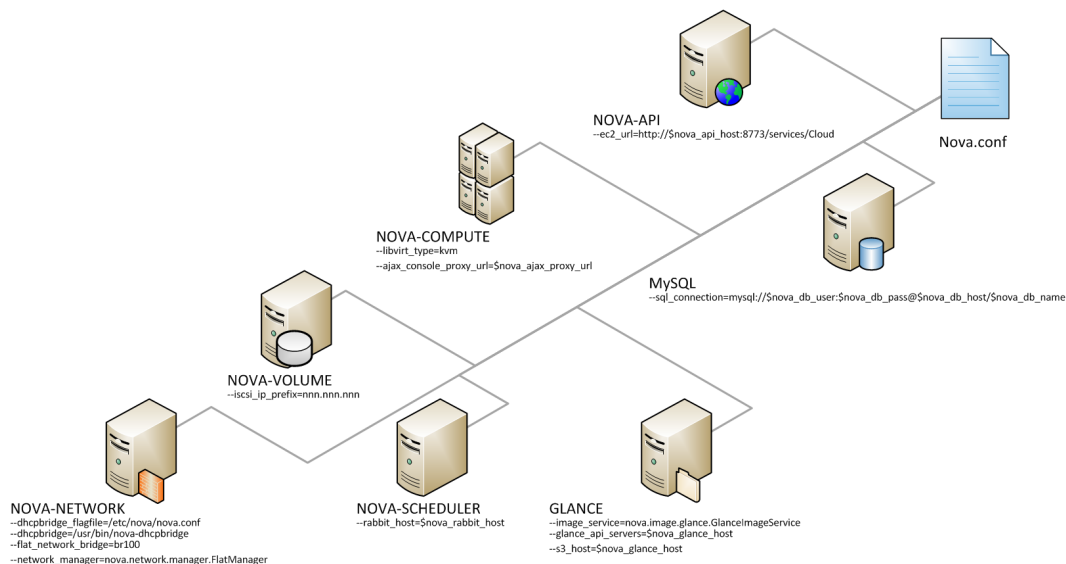 NOVA-API
--ec2_url=http://$nova_api_host:8773/services/Cloud
Nova.conf
NOVA-COMPUTE
--libvirt_type=kvm
--ajax_console_proxy_url=$nova_ajax_proxy_url
MySQL
--sql_connection=mysql://$nova_db_user:$nova_db_pass@$nova_db_host/$nova_db_name
NOVA-VOLUME
--iscsi_ip_prefix=nnn.nnn.nnn
NOVA-NETWORK
--dhcpbridge_flagfile=/etc/nova/nova.conf
--dhcpbridge=/usr/bin/nova-dhcpbridge
--flat_network_bridge=br100
--network_manager=nova.network.manager.FlatManager
NOVA-SCHEDULER
--rabbit_host=$nova_rabbit_host
GLANCE
--image_service=nova.image.glance.GlanceImageService
--glance_api_servers=$nova_glance_host
--s3_host=$nova_glance_host